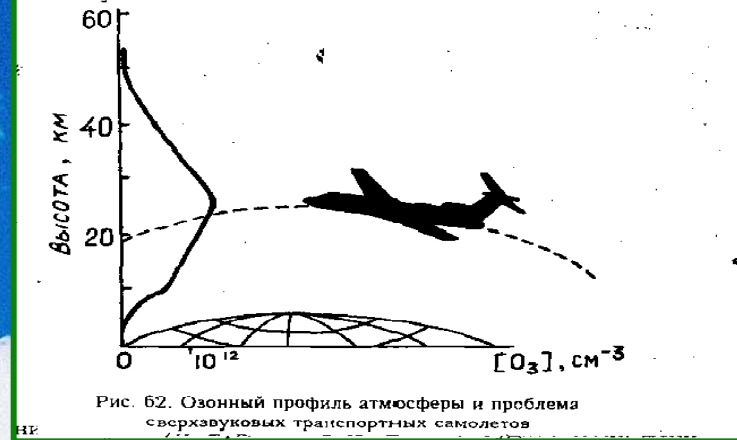 60
40
20
Высота, км
0
10¹²
[O₃], см⁻³
Рис. 62. Озонный профиль атмосферы и проблема
сверхзвуковых транспортных самолетов